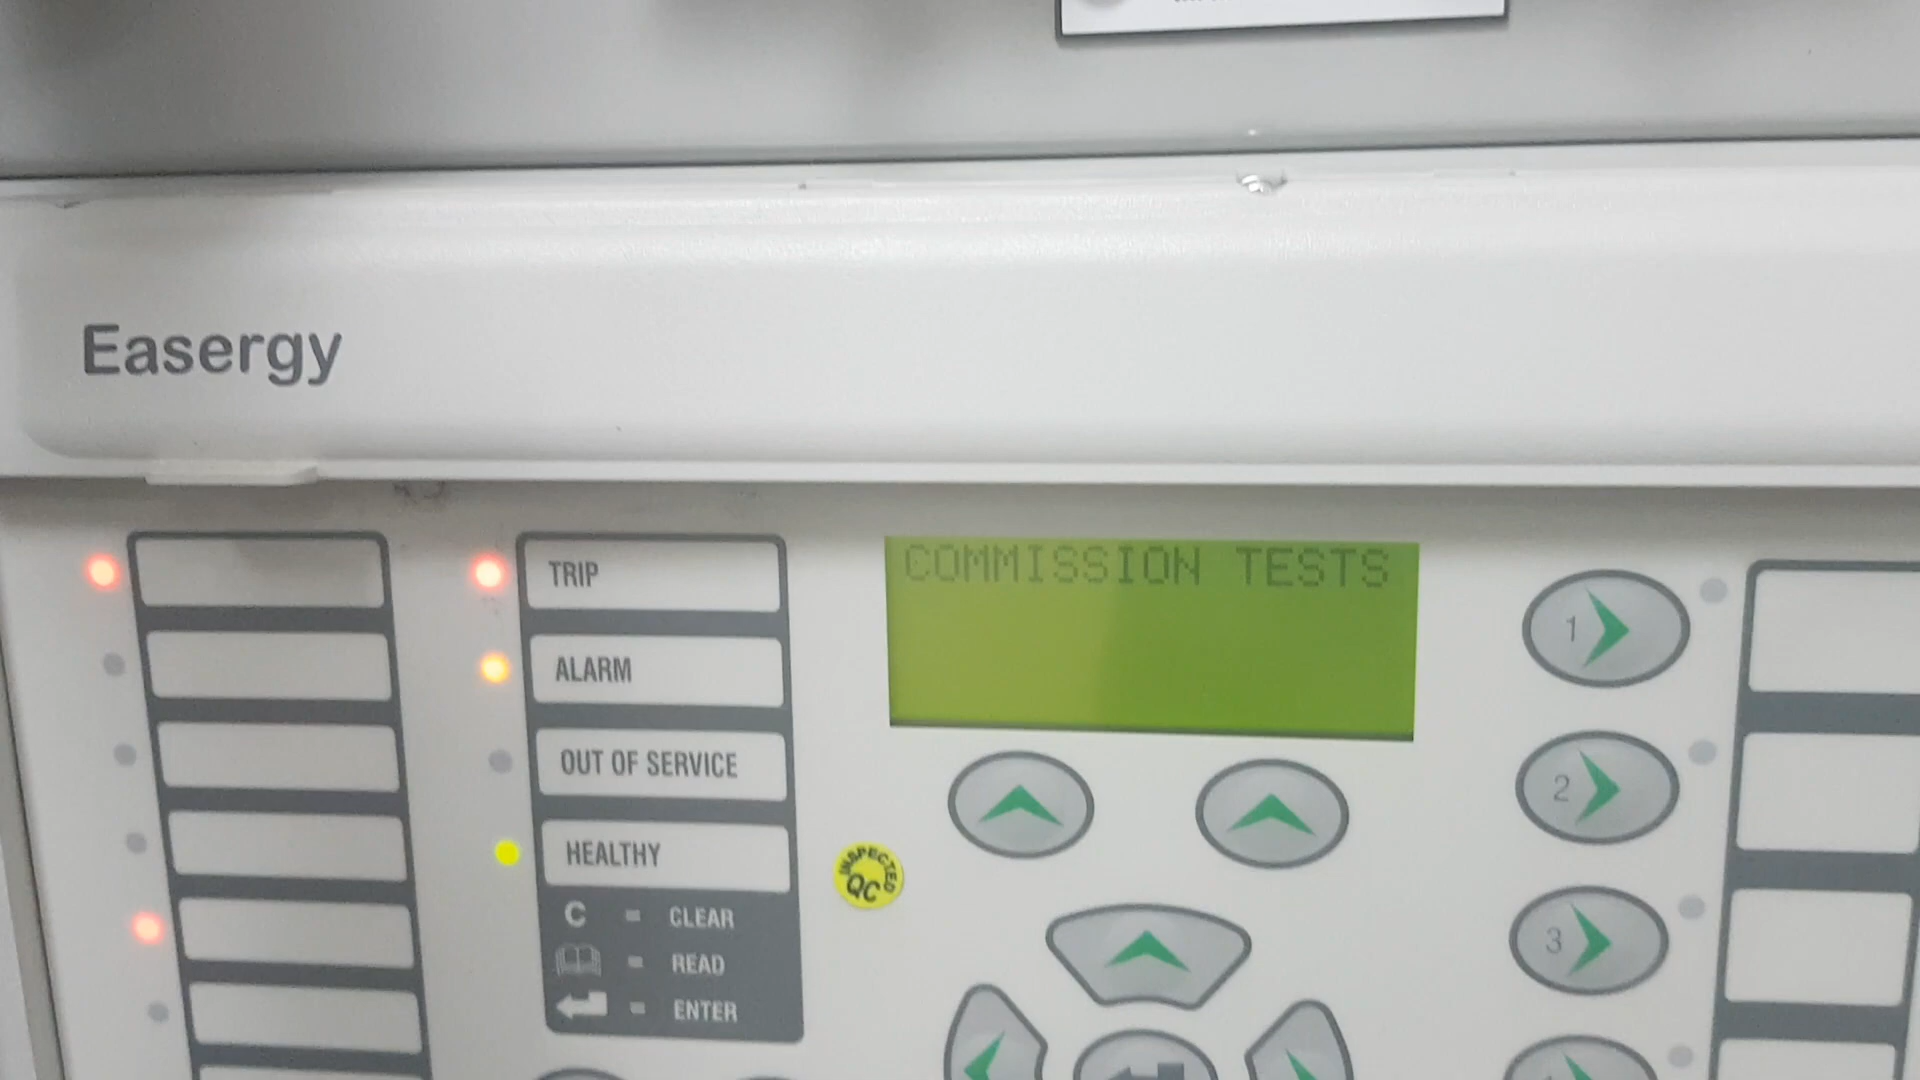 Easergy
TRIP
ALARM
OUT OF SERVICE
HEALTHY
C = CLEAR
= READ
= ENTER
COMMISSION TESTS
INSPECTED
QC
1
2
3